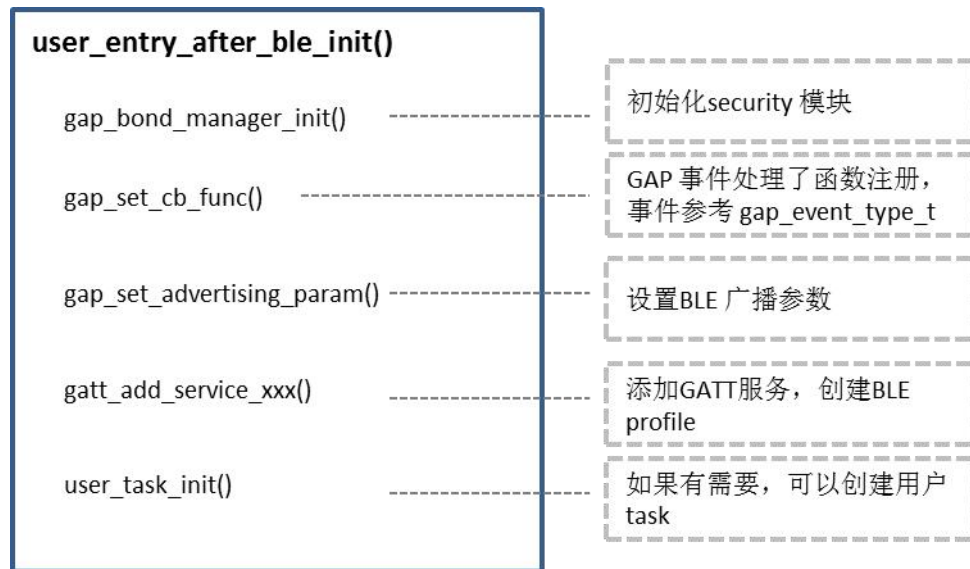 user_entry_after_ble_init()
gap_bond_manager_init()
初始化security 模块
gap_set_cb_func()
GAP 事件处理了函数注册，
事件参考 gap_event_type_t
gap_set_advertising_param()
设置BLE 广播参数
gatt_add_service_xxx()
添加GATT服务，创建BLE
profile
user_task_init()
如果有需要，可以创建用户
task